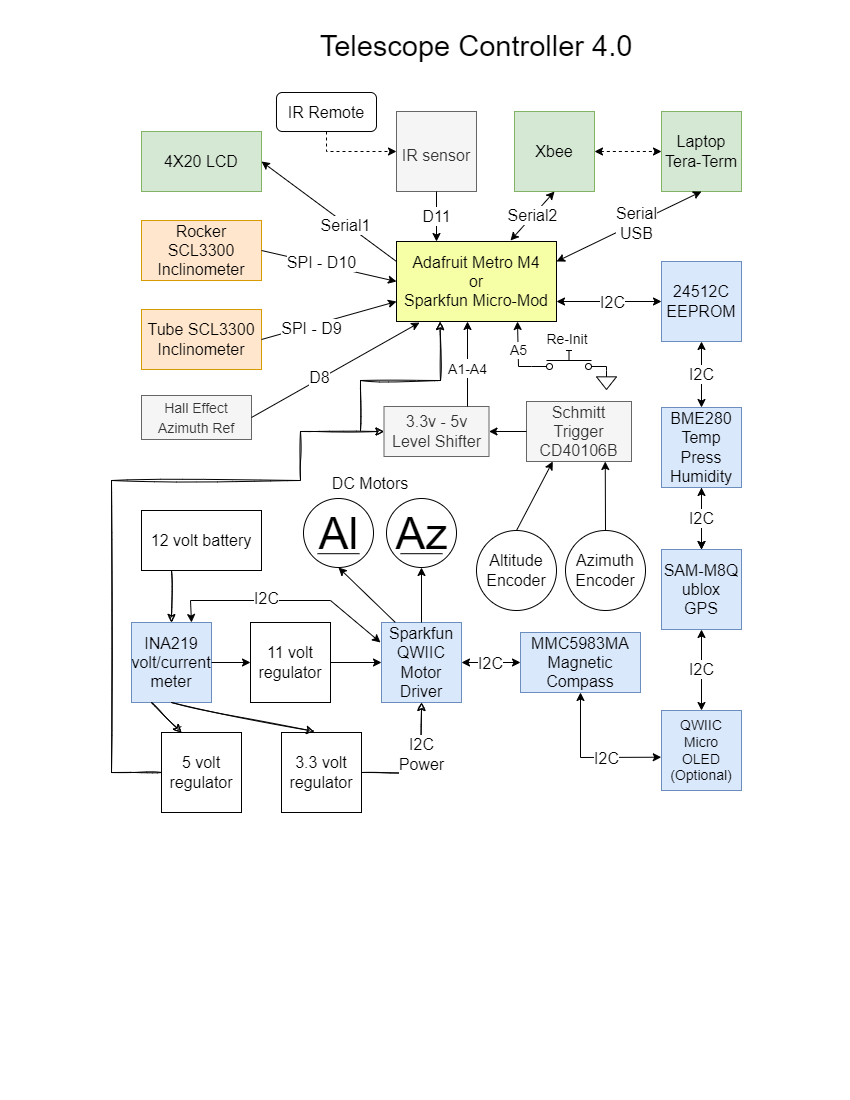 Telescope Controller 4.0
IR Remote
IR sensor
Xbee
Laptop
Tera-Term
4X20 LCD
D11
Serial2
Serial
USB
Serial1
Rocker
SCL3300
Inclinometer
SPI - D10
Adafruit Metro M4
or
Sparkfun Micro-Mod
I2C
24512C
EEPROM
Tube SCL3300
Inclinometer
SPI - D9
A5
Re-Init
D8
A1-A4
I2C
Hall Effect
Azimuth Ref
3.3v - 5v
Level Shifter
Schmitt
Trigger
CD40106B
BME280
Temp
Press
Humidity
DC Motors
Al
Az
I2C
12 volt battery
Altitude
Encoder
Azimuth
Encoder
SAM-M8Q
ublox
GPS
I2C
INA219
volt/current
meter
11 volt
regulator
Sparkfun
QWIIC
Motor
Driver
I2C
MMC5983MA
Magnetic
Compass
I2C
5 volt
regulator
3.3 volt
regulator
I2C
Power
I2C
QWIIC
Micro
OLED
(Optional)